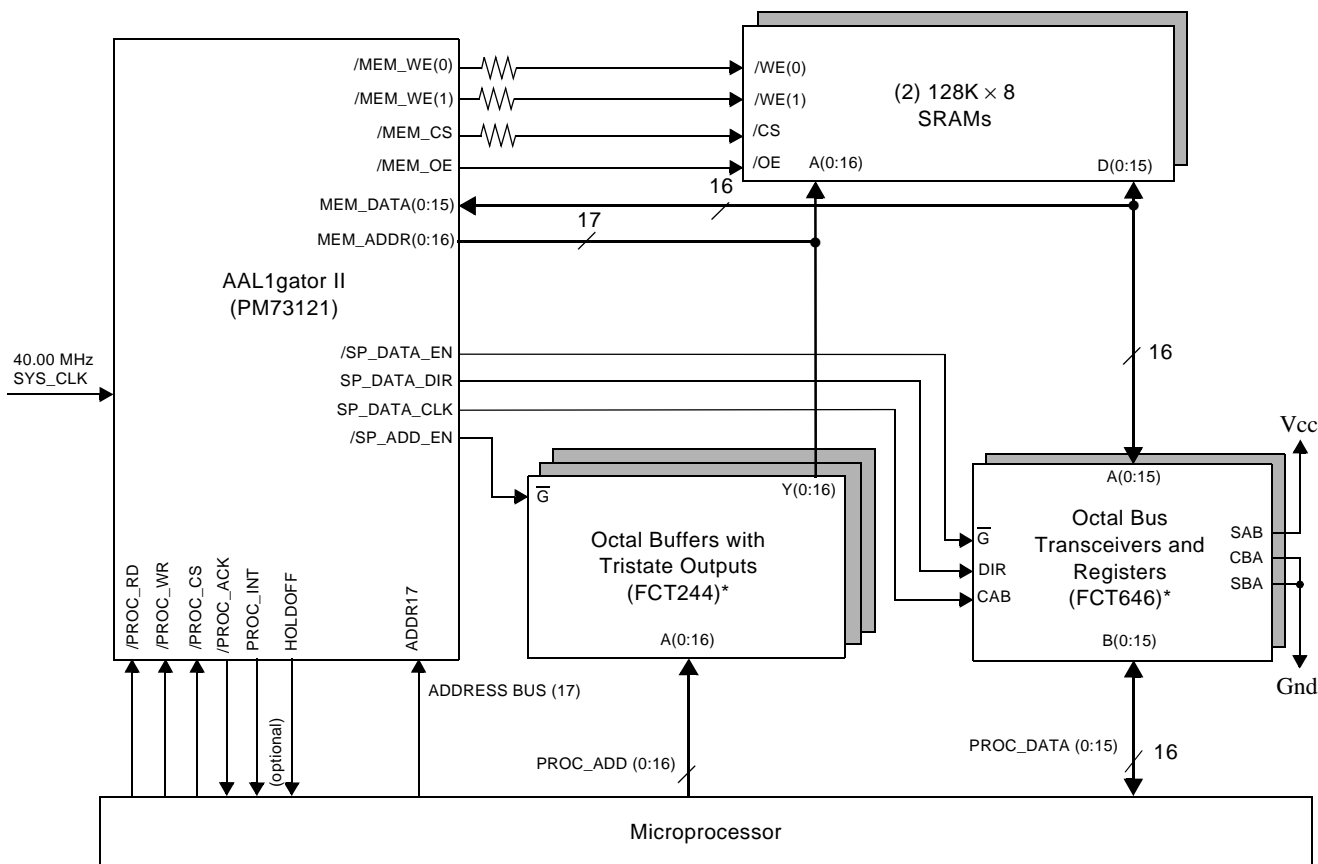 /MEM_WE(0)
/MEM_WE(1)
/MEM_CS
/MEM_OE
MEM_DATA(0:15)
MEM_ADDR(0:16)
AAL1gator II
(PM73121)
40.00 MHz
SYS_CLK
/SP_DATA_EN
SP_DATA_DIR
SP_DATA_CLK
/SP_ADD_EN
/PROC_RD
/PROC_WR
/PROC_CS
/PROC_ACK
PROC_INT
HOLDOFF
ADDR17
(optional)
ADDRESS BUS (17)
/WE(0)
/WE(1)
/CS
/OE
A(0:16)
D(0:15)
(2) 128K × 8
SRAMs
16
17
16
G
Y(0:16)
Octal Buffers with
Tristate Outputs
(FCT244)*
A(0:16)
PROC_ADD (0:16)
A(0:15)
G
DIR
CAB
Octal Bus
Transceivers and
Registers
(FCT646)*
SAB
CBA
SBA
B(0:15)
Vcc
Gnd
PROC_DATA (0:15)
16
Microprocessor